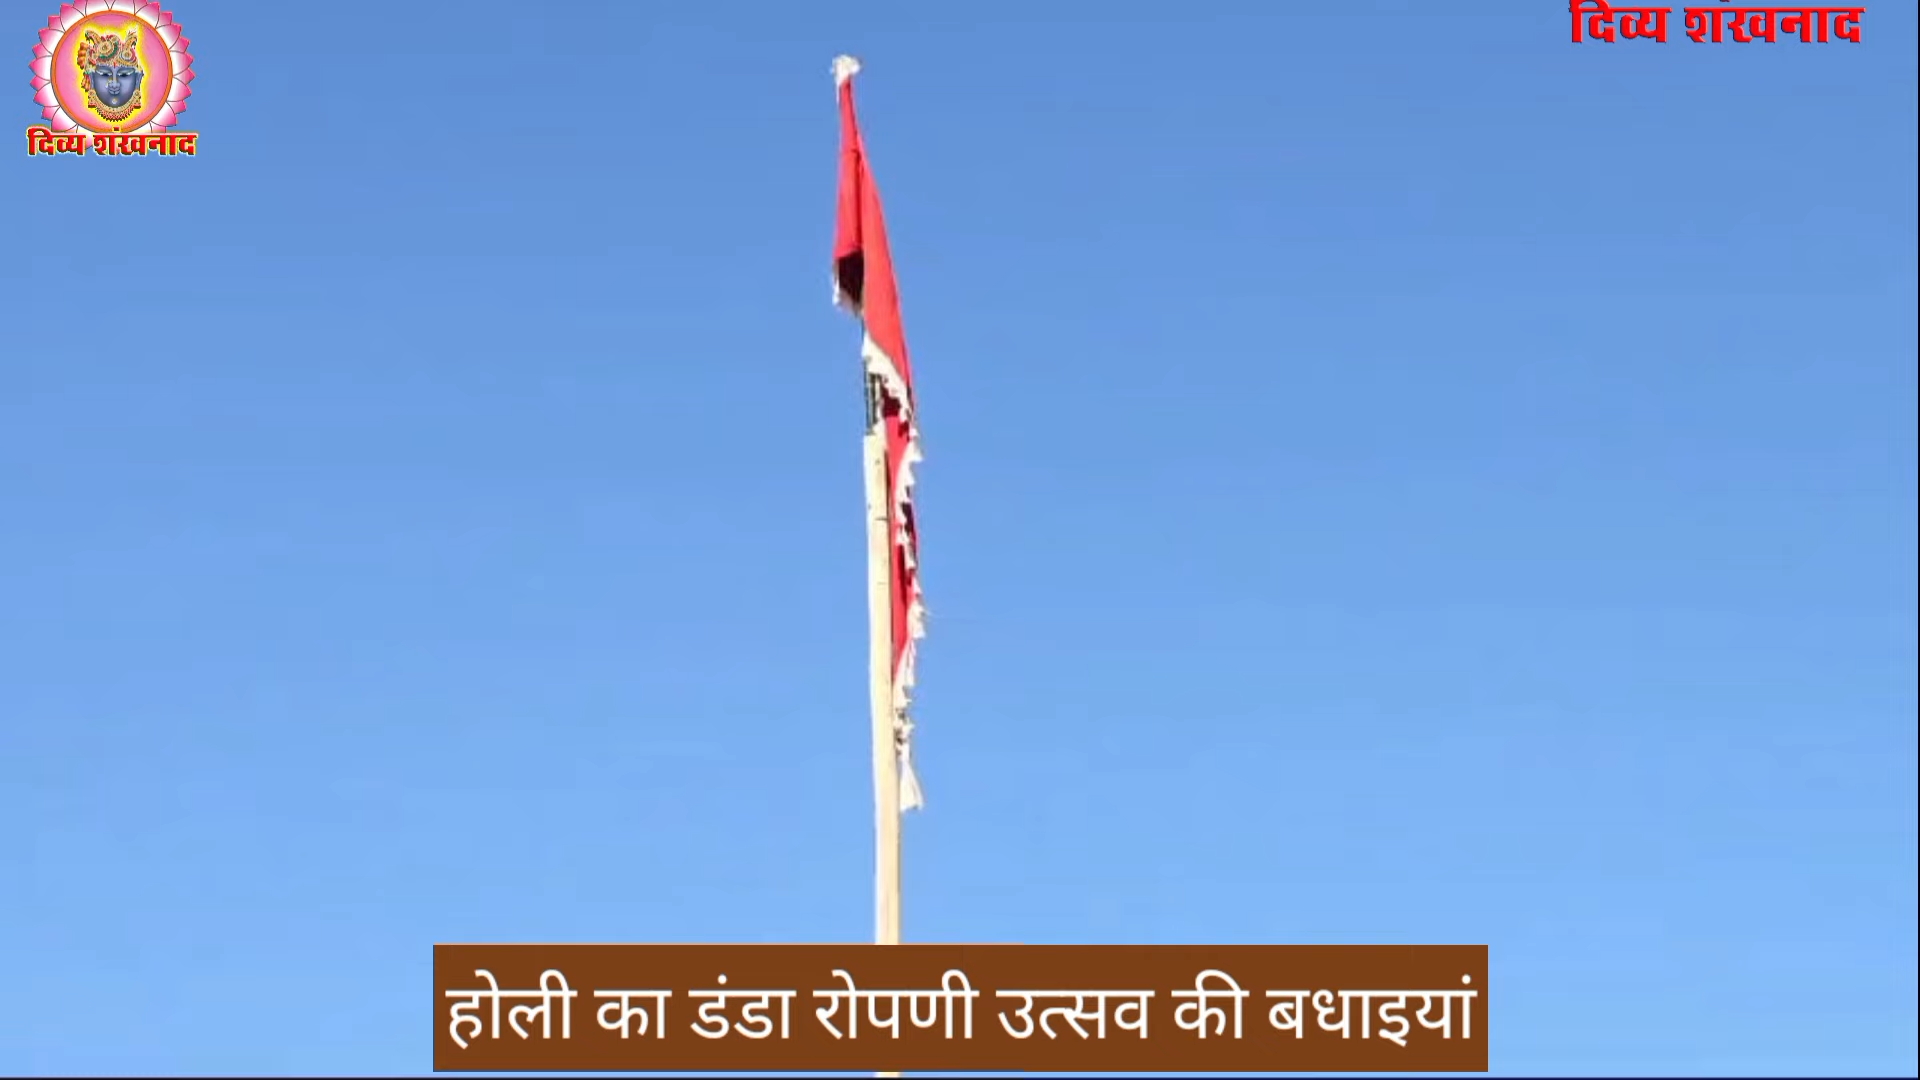 दिव्य शंखनाद
दिव्य शंखनाद
होली का डंडा रोपणी उत्सव की बधाइयां